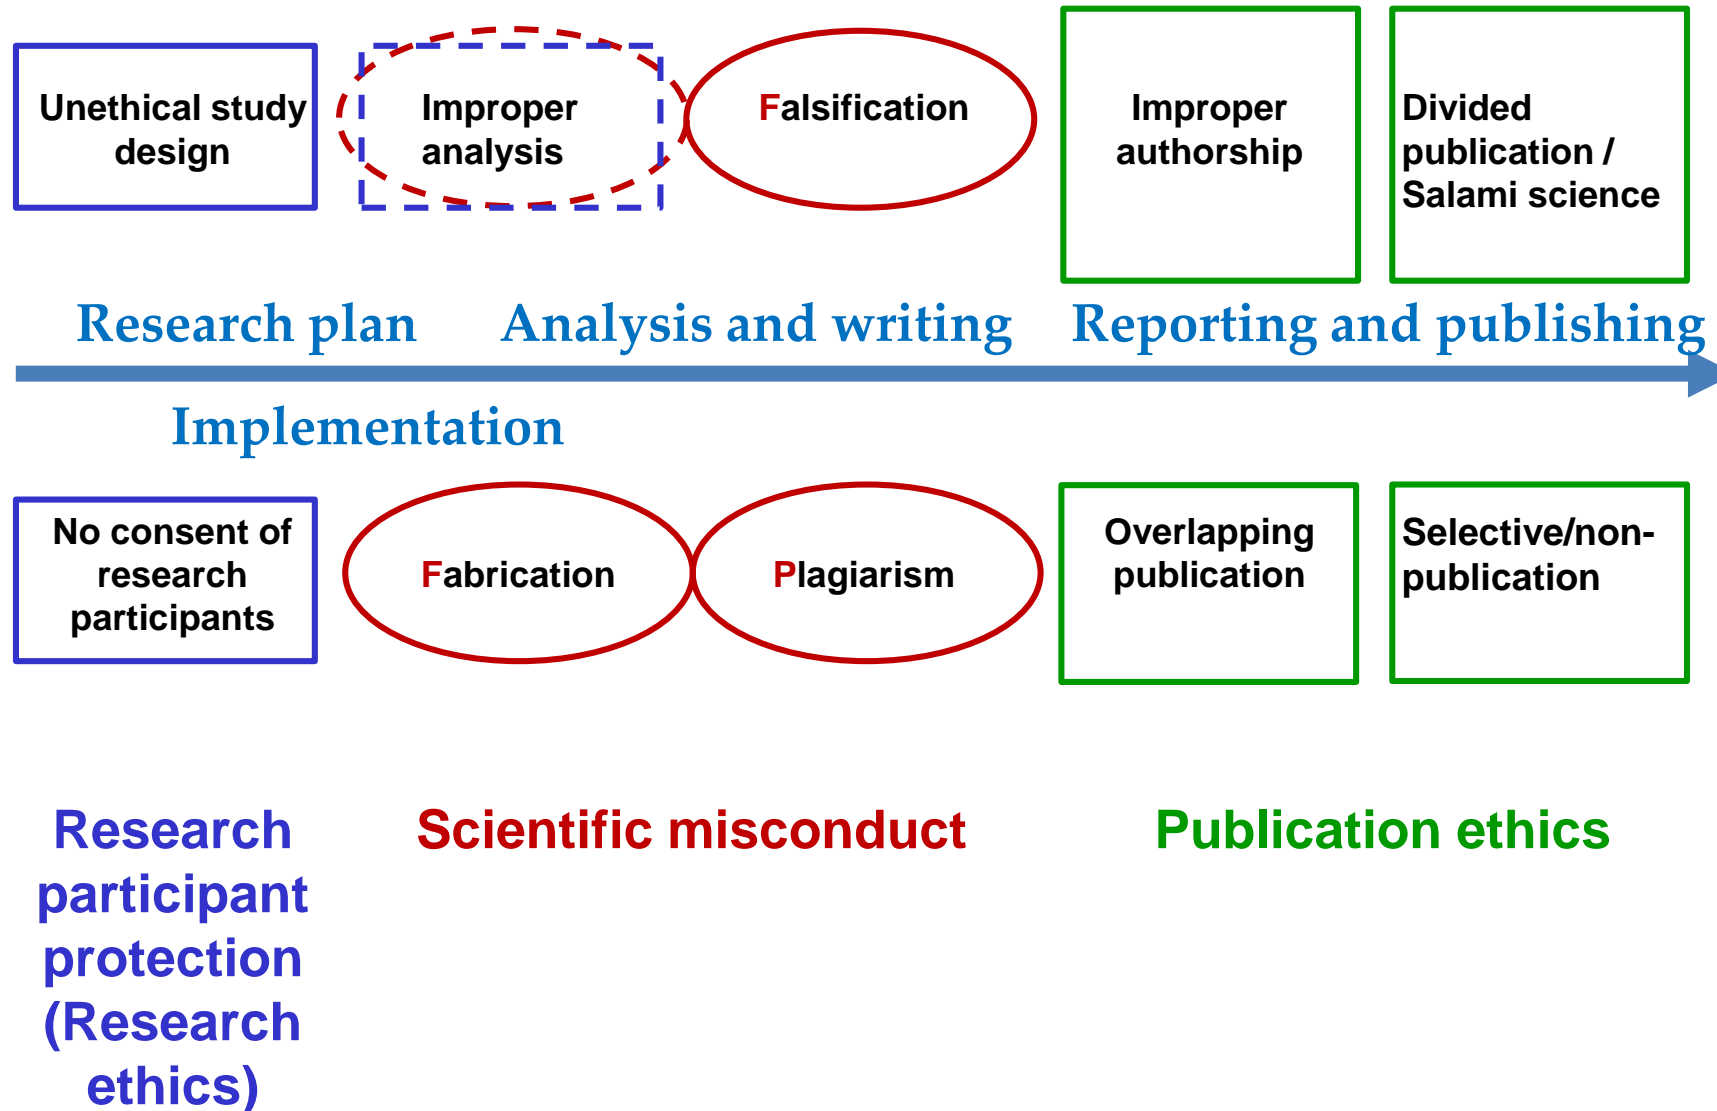 Unethical study
design
Improper
analysis
Falsification
Improper
authorship
Divided
publication /
Salami science
Research plan
Analysis and writing
Reporting and publishing
Implementation
No consent of
research
participants
Fabrication
Plagiarism
Overlapping
publication
Selective/non-
publication
Research
participant
protection
(Research
ethics)
Scientific misconduct
Publication ethics